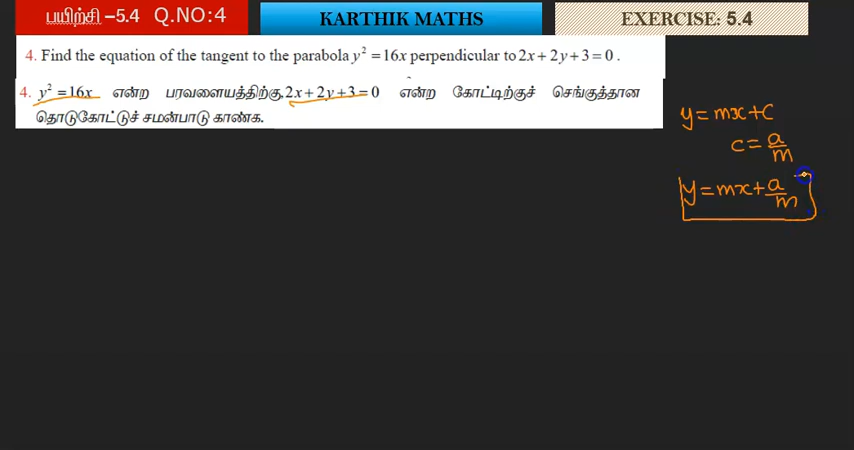 பயிற்சி –5.4 Q.NO:4
KARTHIK MATHS
EXERCISE: 5.4
4. Find the equation of the tangent to the parabola y² = 16x perpendicular to 2x + 2y + 3 = 0 .
4. y² = 16x என்ற பரவளையத்திற்கு 2x + 2y + 3 = 0 என்ற கோட்டிற்குச் செங்குத்தான
தொடுகோட்டுச் சமன்பாடு காண்க.
y = mx + c
c = a/m
y = mx + a/m